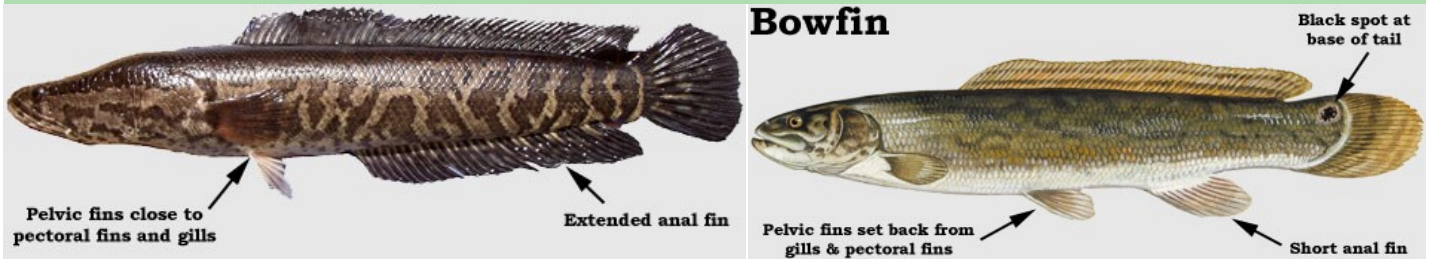 Pelvic fins close to
pectoral fins and gills
Extended anal fin
Bowfin
Black spot at
base of tail
Pelvic fins set back from
gills & pectoral fins
Short anal fin